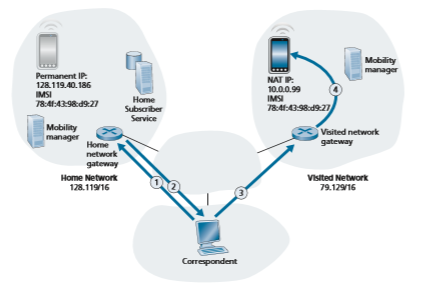 Permanent IP:
128.119.40.186
IMSI
78:4f:43:98:d9:27
Home
Subscriber
Service
Mobility
manager
Home
network
gateway
Home Network
128.119/16
NAT IP:
10.0.0.99
IMSI
78:4f:43:98:d9:27
Mobility
manager
4
Visited network
gateway
Visited Network
79.129/16
1
2
3
Correspondent